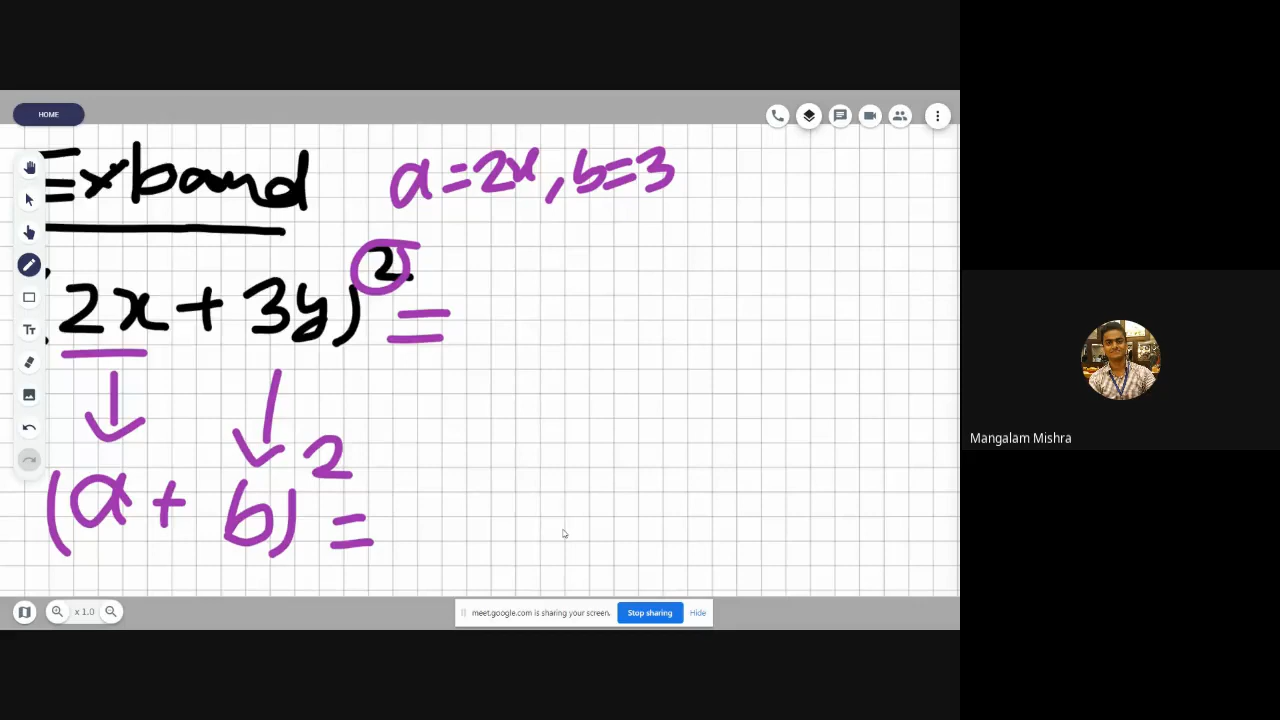 HOME
Expand
a=2x, b=3
(2x+3y)²=
(a+b)²=
Mangalam Mishra
x 1.0
meet.google.com is sharing your screen. Stop sharing Hide